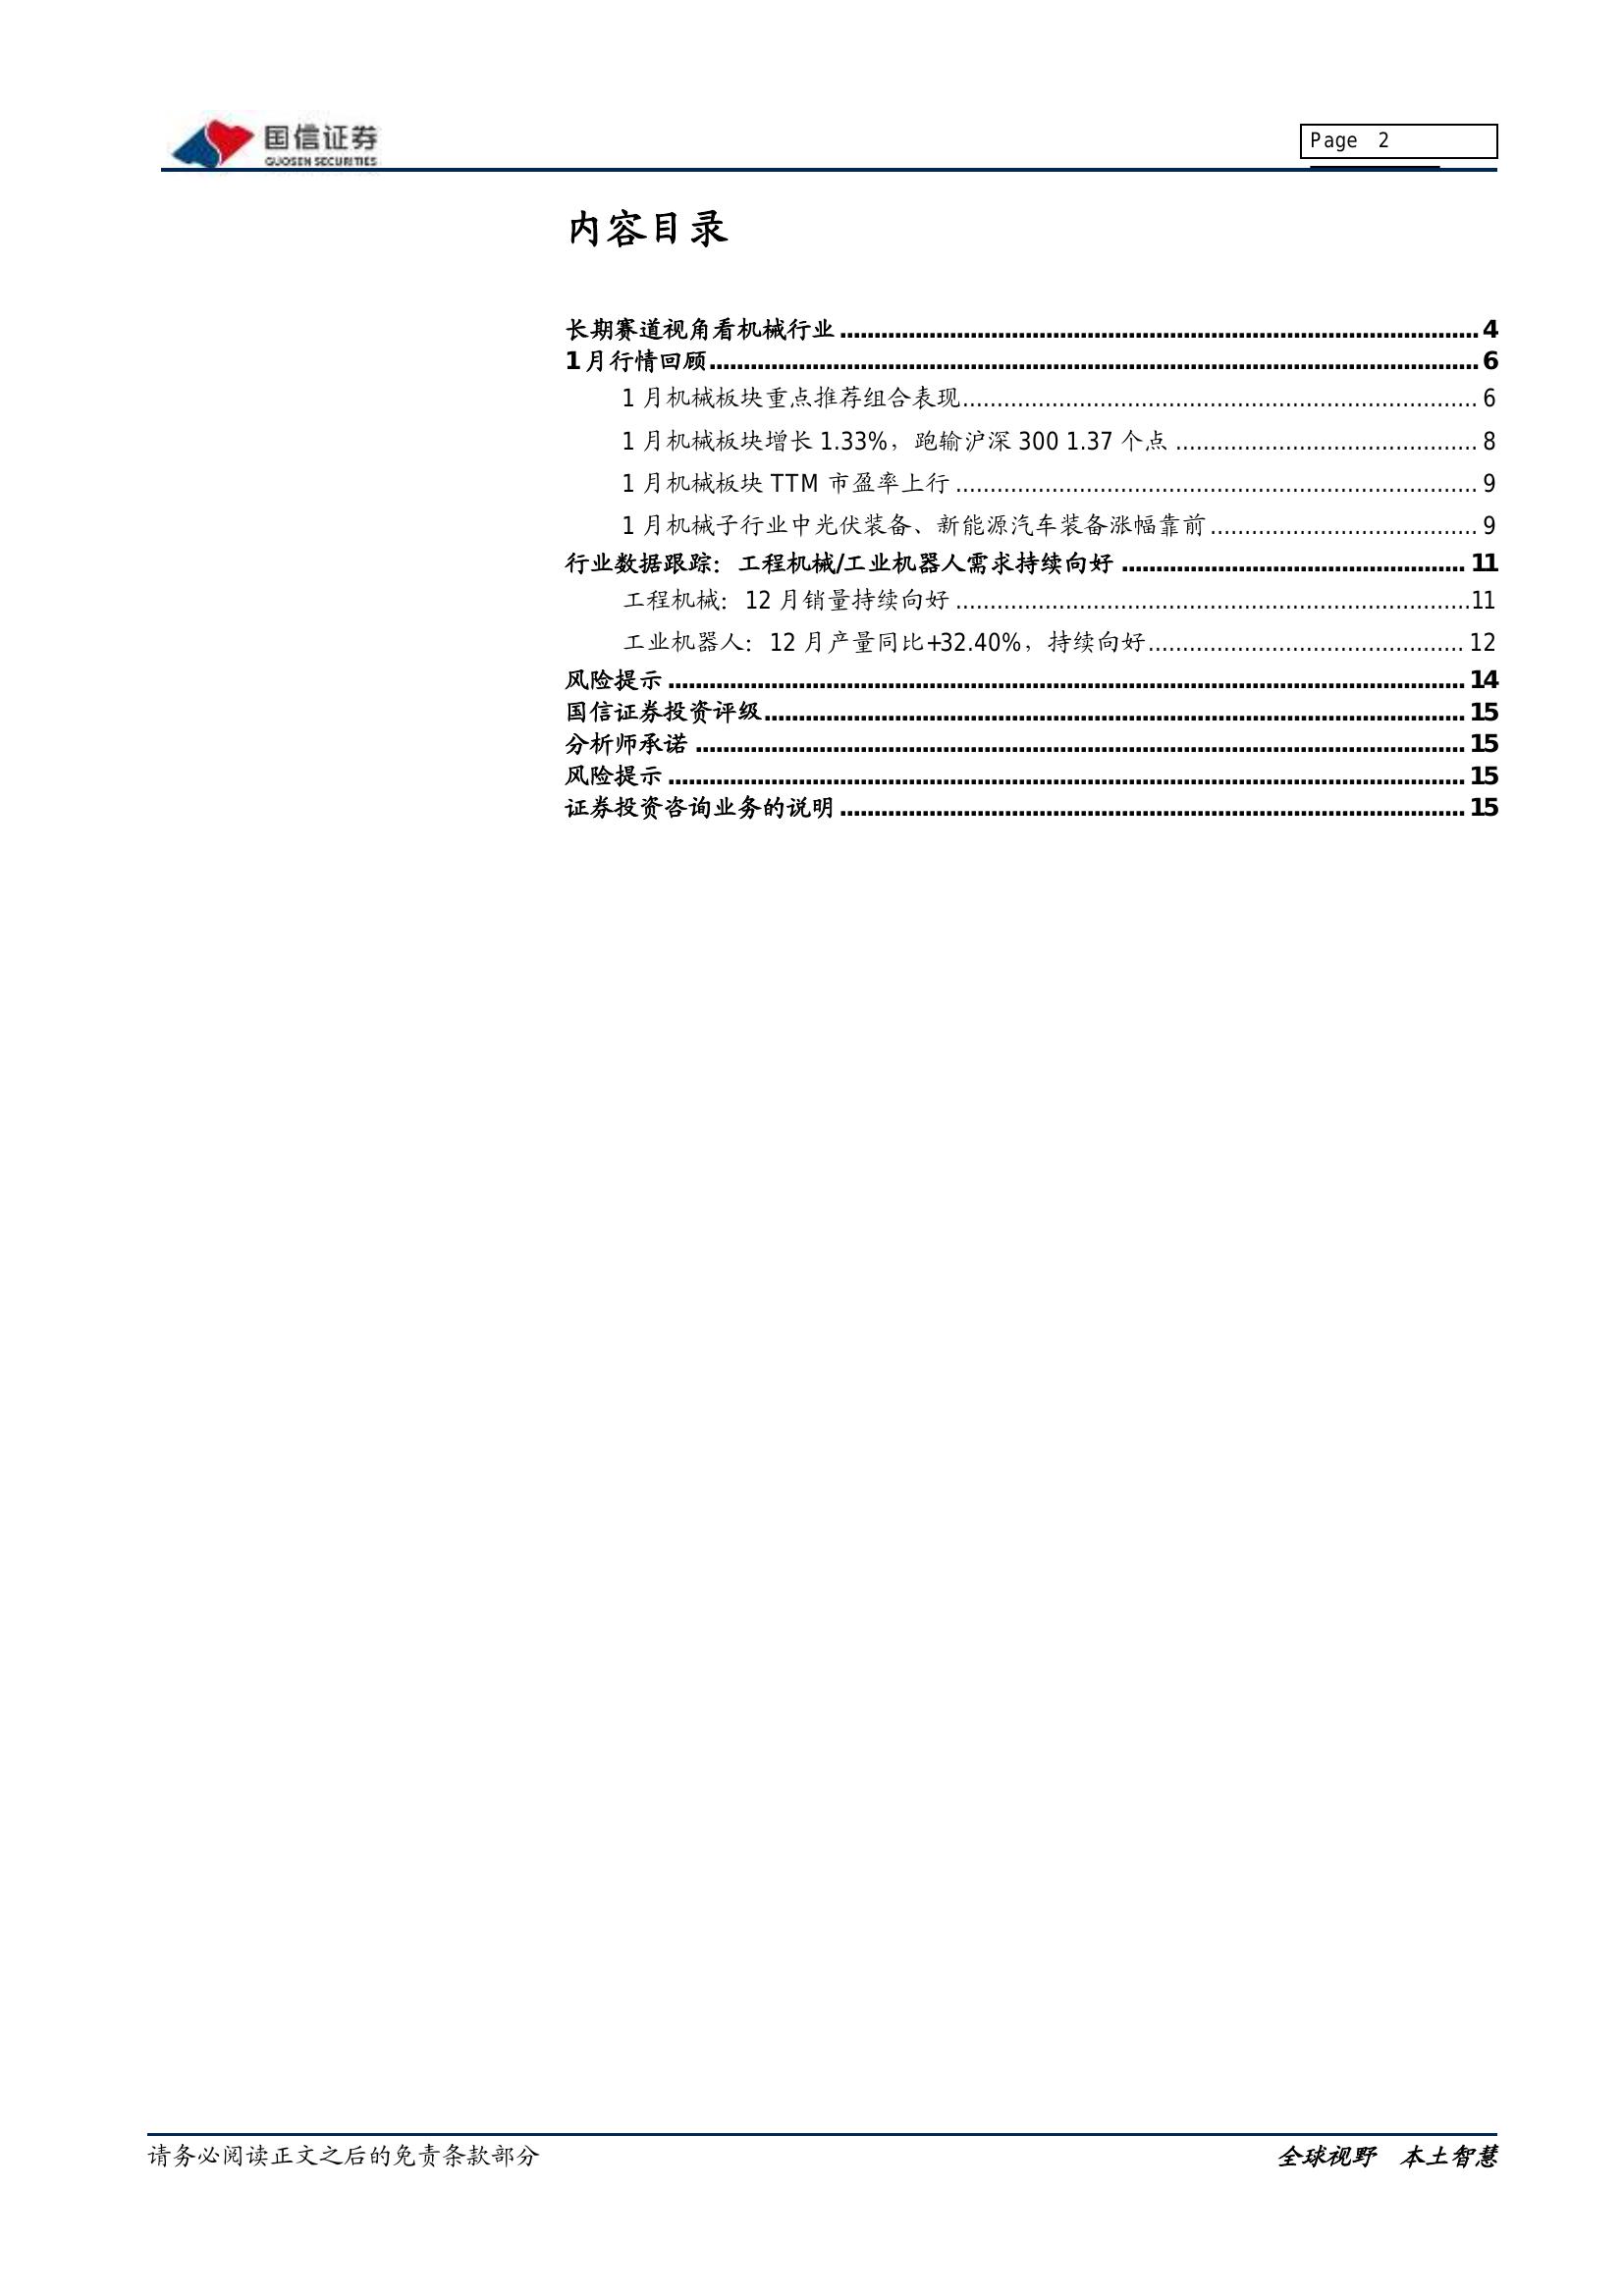 国信证券
GUOSEN SECURITIES
Page 2
内容目录
长期赛道视角看机械行业 4
1 月行情回顾 6
1 月机械板块重点推荐组合表现 6
1 月机械板块增长 1.33%，跑输沪深 300 1.37 个点 8
1 月机械板块 TTM 市盈率上行 9
1 月机械子行业中光伏装备、新能源汽车装备涨幅靠前 9
行业数据跟踪：工程机械/工业机器人需求持续向好 11
工程机械：12 月销量持续向好 11
工业机器人：12 月产量同比+32.40%，持续向好 12
风险提示 14
国信证券投资评级 15
分析师承诺 15
风险提示 15
证券投资咨询业务的说明 15
请务必阅读正文之后的免责条款部分
全球视野 本土智慧